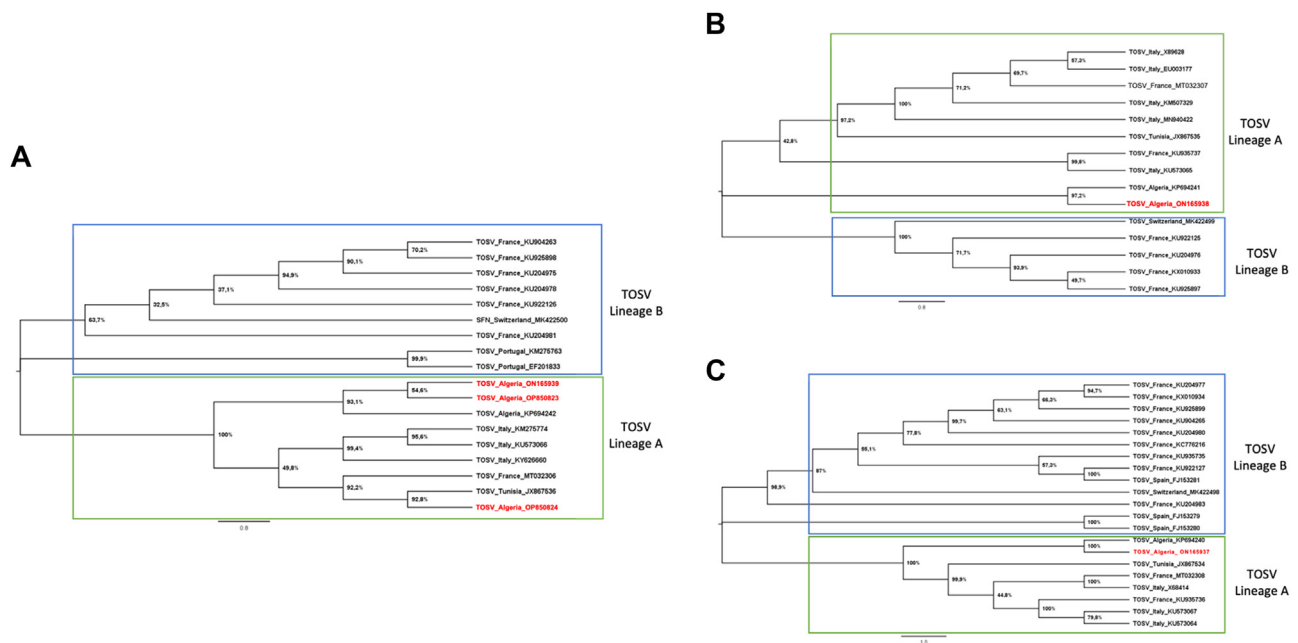 A
TOSV_France_KU904263
70,2%
TOSV_France_KU925898
90,1%
TOSV_France_KU204975
94,9%
TOSV_France_KU204978
37,1%
TOSV_France_KU922126
32,5%
SFN_Switzerland_MK422500
63,7%
TOSV_France_KU204981
TOSV_Portugal_KM275763
99,9%
TOSV_Portugal_EF201833
TOSV
Lineage B
TOSV_Algeria_ON165939
54,6%
TOSV_Algeria_OP850823
93,1%
TOSV_Algeria_KP694242
100%
TOSV_Italy_KM275774
95,6%
TOSV_Italy_KU573066
99,4%
TOSV_Italy_KY626660
49,8%
TOSV_France_MT032306
92,2%
TOSV_Tunisia_JX867536
92,8%
TOSV_Algeria_OP850824
TOSV
Lineage A
0.8
B
TOSV_Italy_X89628
57,3%
TOSV_Italy_EU003177
69,7%
TOSV_France_MT032307
71,2%
TOSV_Italy_KM507329
100%
TOSV_Italy_MN940422
97,2%
TOSV_Tunisia_JX867535
42,8%
TOSV_France_KU935737
99,8%
TOSV_Italy_KU573065
TOSV_Algeria_KP694241
97,2%
TOSV_Algeria_ON165938
TOSV
Lineage A
TOSV_Switzerland_MK422499
100%
TOSV_France_KU922125
71,7%
TOSV_France_KU204976
93,9%
TOSV_France_KX010933
49,7%
TOSV_France_KU925897
TOSV
Lineage B
0.8
C
TOSV_France_KU204977
94,7%
TOSV_France_KX010934
66,3%
TOSV_France_KU925899
63,1%
TOSV_France_KU904265
99,7%
TOSV_France_KU204980
77,8%
TOSV_France_KC776216
55,1%
TOSV_France_KU935735
57,3%
TOSV_France_KU922127
100%
TOSV_Spain_FJ153281
87%
TOSV_Switzerland_MK422498
98,9%
TOSV_France_KU204983
TOSV_Spain_FJ153279
100%
TOSV_Spain_FJ153280
TOSV
Lineage B
TOSV_Algeria_KP694240
100%
TOSV_Algeria_ON165937
100%
TOSV_Tunisia_JX867534
99,9%
TOSV_France_MT032308
100%
TOSV_Italy_X68414
44,8%
TOSV_France_KU935736
100%
TOSV_Italy_KU573067
79,8%
TOSV_Italy_KU573064
TOSV
Lineage A